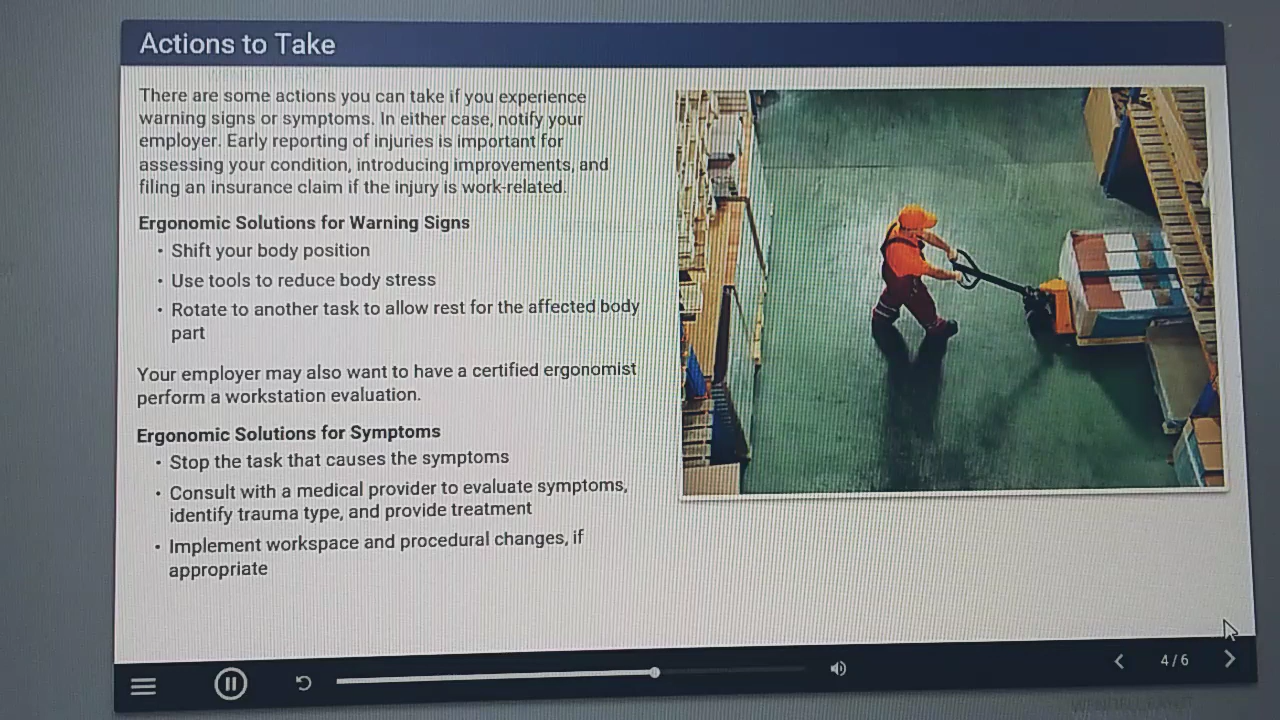 Actions to Take
There are some actions you can take if you experience
warning signs or symptoms. In either case, notify your
employer. Early reporting of injuries is important for
assessing your condition, introducing improvements, and
filing an insurance claim if the injury is work-related.
Ergonomic Solutions for Warning Signs
• Shift your body position
• Use tools to reduce body stress
• Rotate to another task to allow rest for the affected body
part
Your employer may also want to have a certified ergonomist
perform a workstation evaluation.
Ergonomic Solutions for Symptoms
• Stop the task that causes the symptoms
• Consult with a medical provider to evaluate symptoms,
identify trauma type, and provide treatment
• Implement workspace and procedural changes, if
appropriate
4 / 6